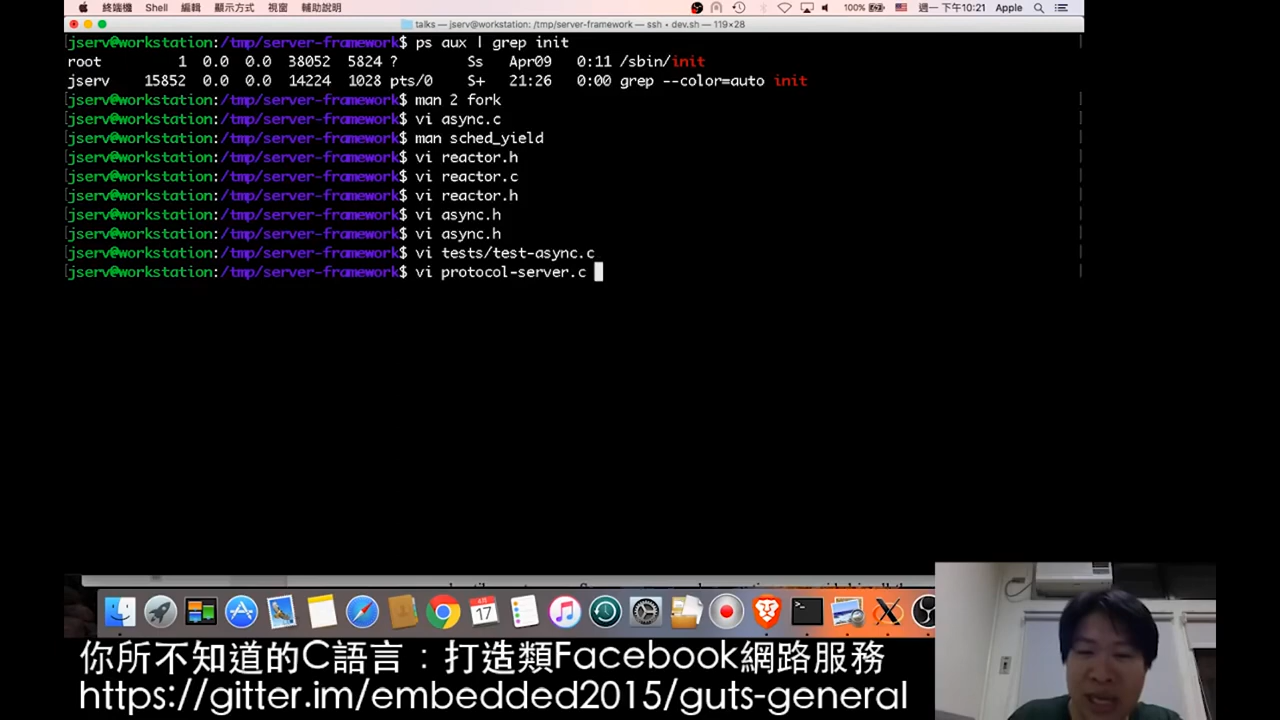 終端機 Shell 編輯 顯示方式 視窗 輔助說明 100% 週一 下午10:21 Apple
talks — jserv@workstation: /tmp/server-framework — ssh • dev.sh — 119×28
jserv@workstation:/tmp/server-framework$ ps aux | grep init
root 1 0.0 0.0 38052 5824 ? Ss Apr09 0:11 /sbin/init
jserv 15852 0.0 0.0 14224 1028 pts/0 S+ 21:26 0:00 grep --color=auto init
jserv@workstation:/tmp/server-framework$ man 2 fork
jserv@workstation:/tmp/server-framework$ vi async.c
jserv@workstation:/tmp/server-framework$ man sched_yield
jserv@workstation:/tmp/server-framework$ vi reactor.h
jserv@workstation:/tmp/server-framework$ vi reactor.c
jserv@workstation:/tmp/server-framework$ vi reactor.h
jserv@workstation:/tmp/server-framework$ vi async.h
jserv@workstation:/tmp/server-framework$ vi async.h
jserv@workstation:/tmp/server-framework$ vi tests/test-async.c
jserv@workstation:/tmp/server-framework$ vi protocol-server.c
17
你所不知道的C語言：打造類Facebook網路服務
https://gitter.im/embedded2015/guts-general